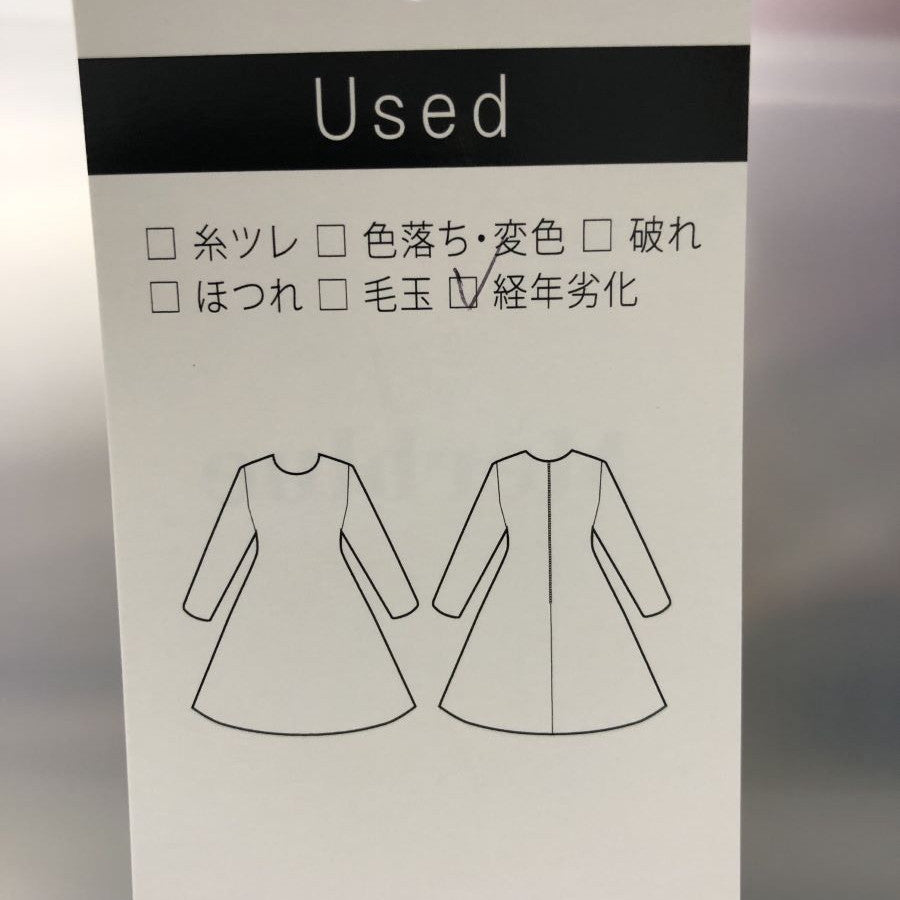 Used
□ 糸ツレ □ 色落ち・変色 □ 破れ
□ ほつれ □ 毛玉 ☑ 経年劣化